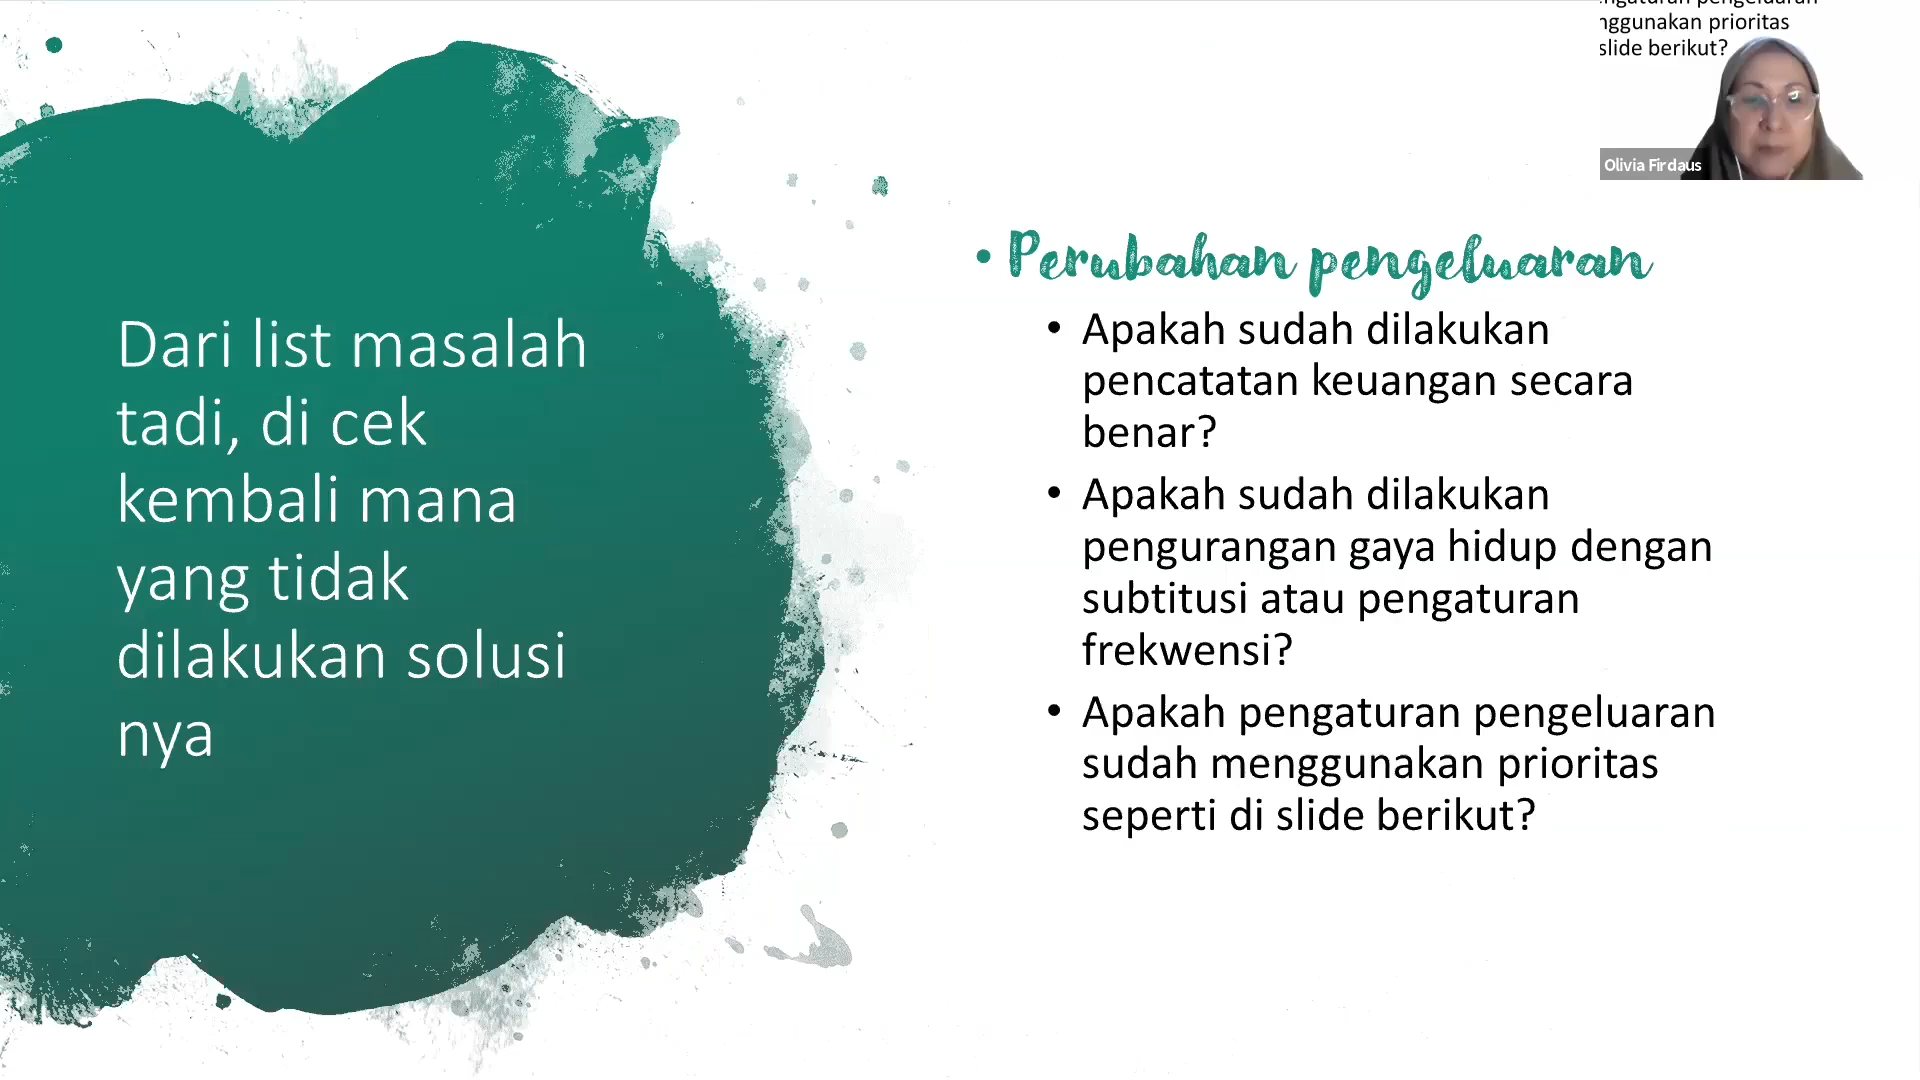 nggunakan prioritas
slide berikut?
Olivia Firdaus
Dari list masalah
tadi, di cek
kembali mana
yang tidak
dilakukan solusi
nya
• Perubahan pengeluaran
• Apakah sudah dilakukan
pencatatan keuangan secara
benar?
• Apakah sudah dilakukan
pengurangan gaya hidup dengan
subtitusi atau pengaturan
frekwensi?
• Apakah pengaturan pengeluaran
sudah menggunakan prioritas
seperti di slide berikut?